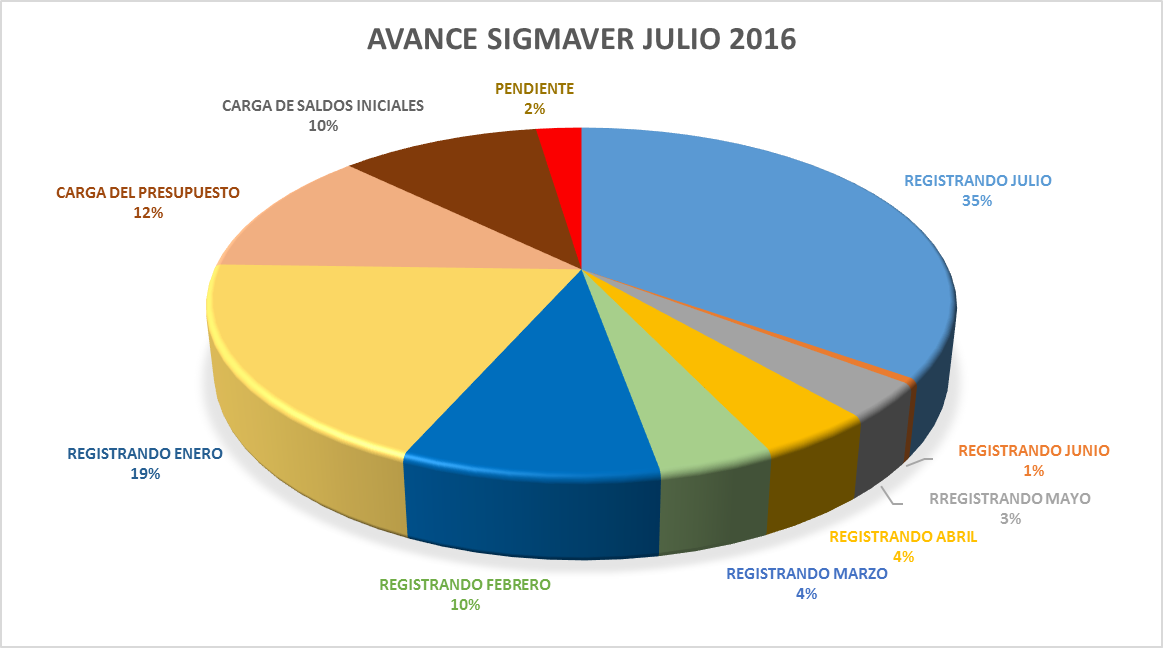 AVANCE SIGMAVER JULIO 2016
PENDIENTE
2%
CARGA DE SALDOS INICIALES
10%
REGISTRANDO JULIO
35%
CARGA DEL PRESUPUESTO
12%
REGISTRANDO ENERO
19%
REGISTRANDO JUNIO
1%
RREGISTRANDO MAYO
3%
REGISTRANDO ABRIL
4%
REGISTRANDO MARZO
4%
REGISTRANDO FEBRERO
10%